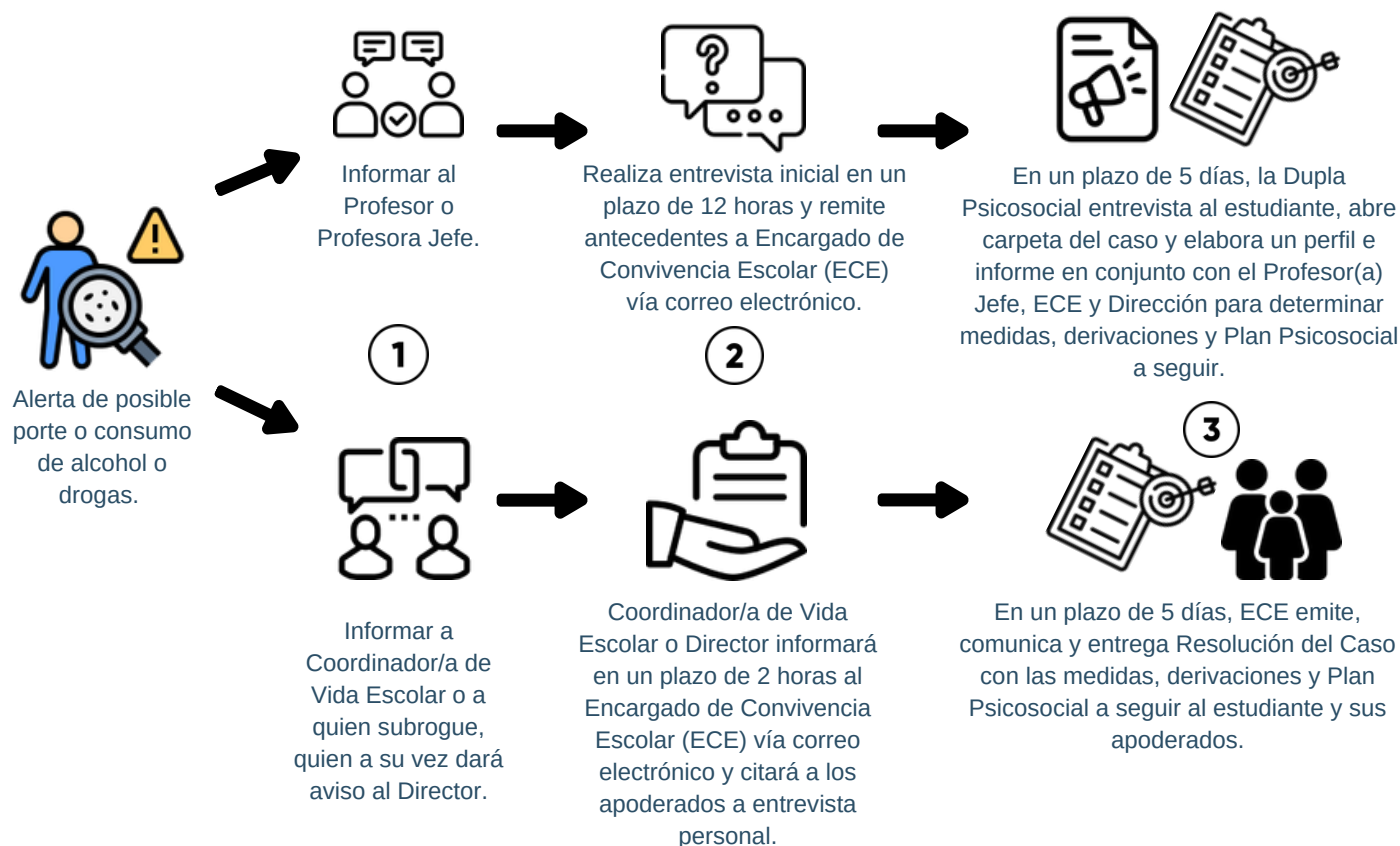 Alerta de posible
porte o consumo
de alcohol o
drogas.
Informar al
Profesor o
Profesora Jefe.
1
Informar a
Coordinador/a de
Vida Escolar o a
quien subrogue,
quien a su vez dará
aviso al Director.
Realiza entrevista inicial en un
plazo de 12 horas y remite
antecedentes a Encargado de
Convivencia Escolar (ECE)
vía correo electrónico.
2
Coordinador/a de Vida
Escolar o Director informará
en un plazo de 2 horas al
Encargado de Convivencia
Escolar (ECE) vía correo
electrónico y citará a los
apoderados a entrevista
personal.
En un plazo de 5 días, la Dupla
Psicosocial entrevista al estudiante, abre
carpeta del caso y elabora un perfil e
informe en conjunto con el Profesor(a)
Jefe, ECE y Dirección para determinar
medidas, derivaciones y Plan Psicosocial
a seguir.
3
En un plazo de 5 días, ECE emite,
comunica y entrega Resolución del Caso
con las medidas, derivaciones y Plan
Psicosocial a seguir al estudiante y sus
apoderados.